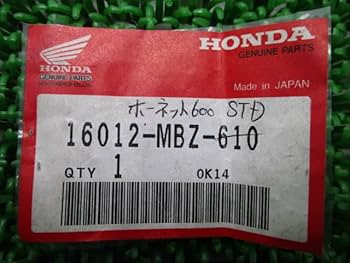 HONDA
GENUINE PARTS
HONDA
GENUINE PARTS
Made in JAPAN
ホーネット600 STD
16012-MBZ-610
QTY 1 OK14